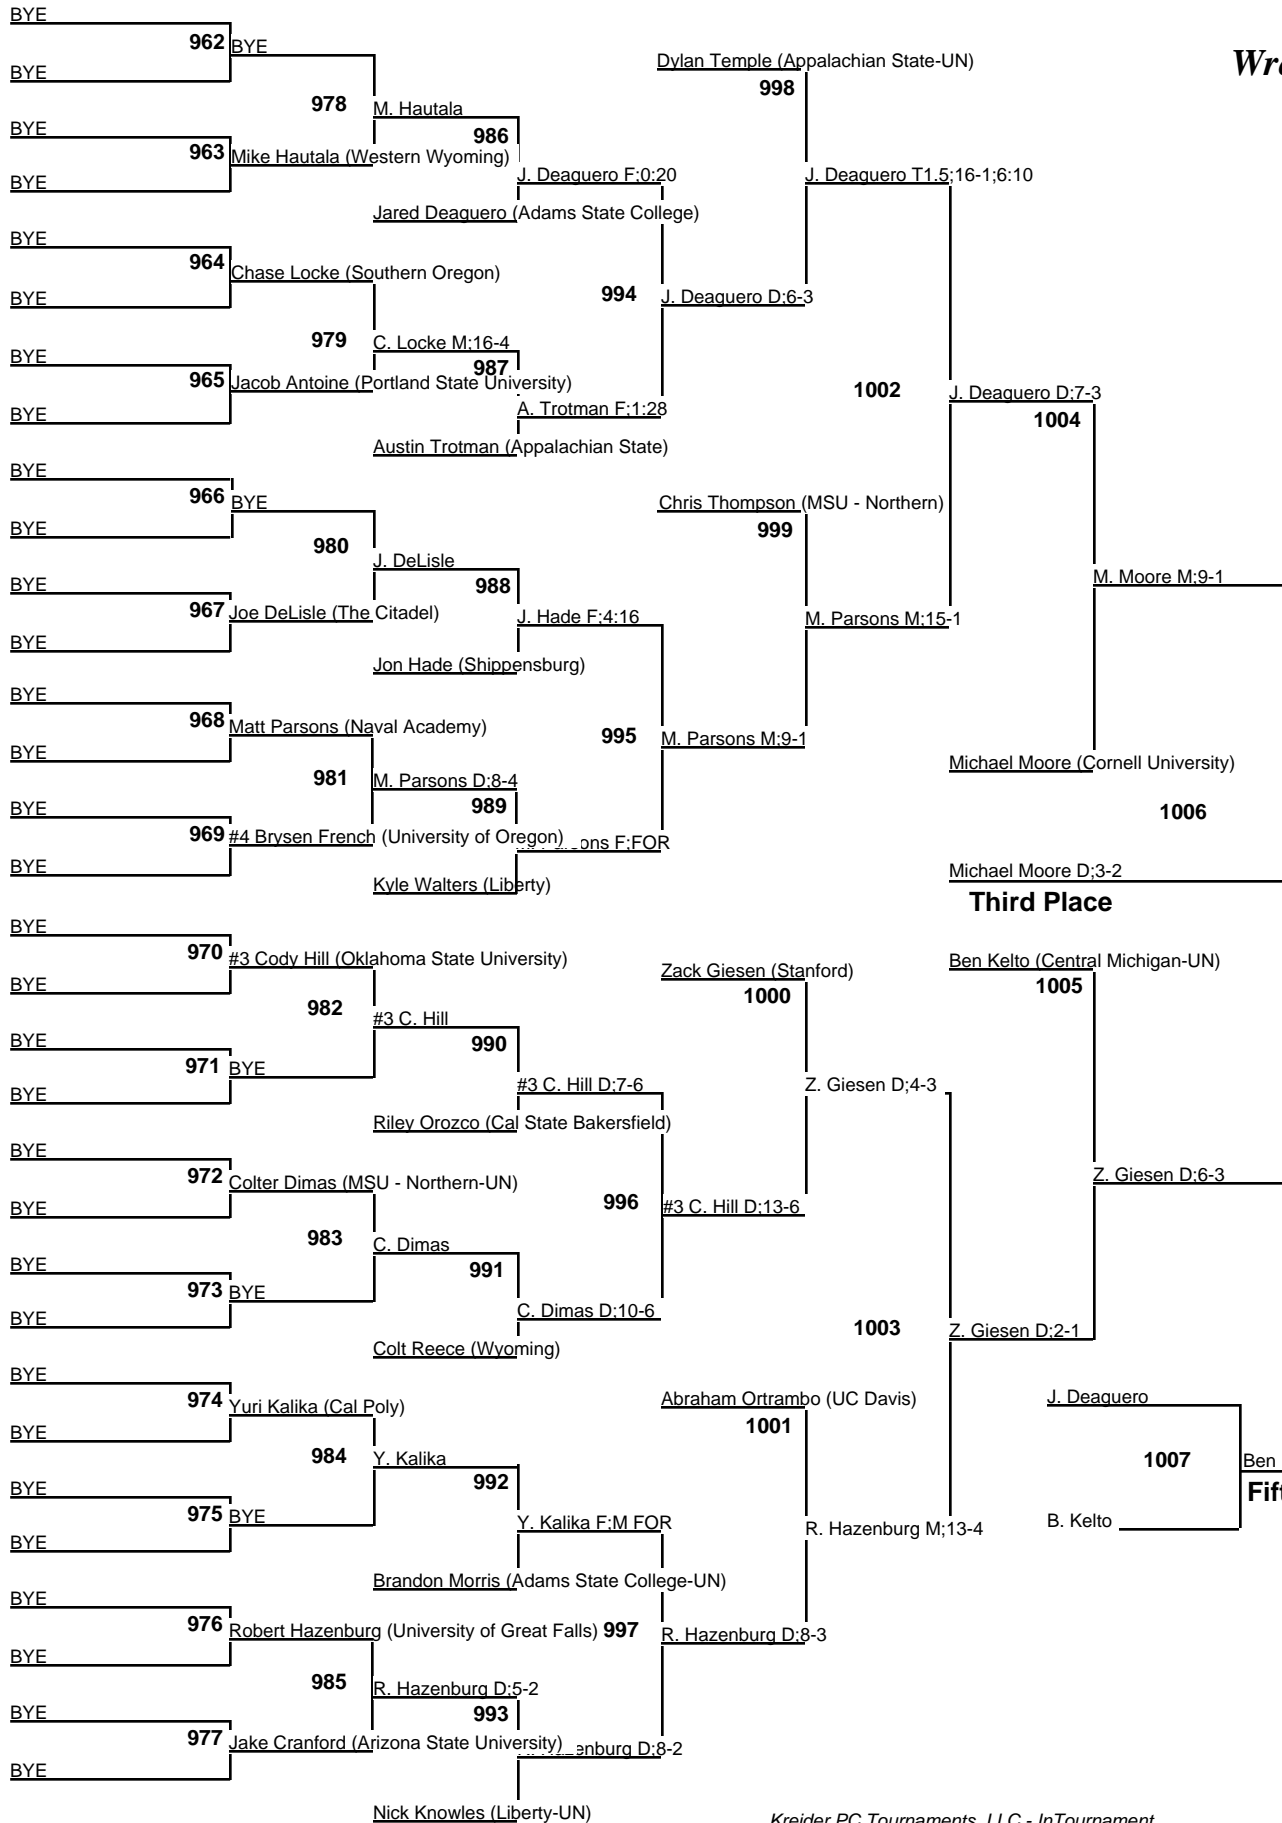 BYE
962 BYE
BYE
Dylan Temple (Appalachian State-UN)
998
978 M. Hautala
BYE
986
963 Mike Hautala (Western Wyoming)
J. Deaguero F;0:20
J. Deaguero T1.5;16-1;6:10
BYE
Jared Deaguero (Adams State College)
BYE
964 Chase Locke (Southern Oregon)
994 J. Deaguero D;6-3
BYE
979 C. Locke M;16-4
BYE
987
965 Jacob Antoine (Portland State University)
1002 J. Deaguero D;7-3
BYE
A. Trotman F;1:28
1004
Austin Trotman (Appalachian State)
BYE
966 BYE
Chris Thompson (MSU - Northern)
BYE
999
980 J. DeLisle
BYE
988
M. Moore M;9-1
967 Joe DeLisle (The Citadel)
J. Hade F;4:16
M. Parsons M;15-1
BYE
Jon Hade (Shippensburg)
BYE
968 Matt Parsons (Naval Academy)
995 M. Parsons M;9-1
BYE
Michael Moore (Cornell University)
981 M. Parsons D;8-4
989
BYE
1006
969 #4 Brysen French (University of Oregon)
F;FOR
BYE
Michael Moore D;3-2
Kyle Walters (Liberty)
Third Place
BYE
970 #3 Cody Hill (Oklahoma State University)
Zack Giesen (Stanford)
Ben Kelto (Central Michigan-UN)
BYE
1000
1005
982 #3 C. Hill
BYE
990
971 BYE
#3 C. Hill D;7-6
Z. Giesen D;4-3
BYE
Riley Orozco (Cal State Bakersfield)
BYE
972 Colter Dimas (MSU - Northern-UN)
Z. Giesen D;6-3
996 #3 C. Hill D;13-6
BYE
983 C. Dimas
BYE
991
973 BYE
C. Dimas D;10-6
BYE
1003 Z. Giesen D;2-1
Colt Reece (Wyoming)
BYE
974 Yuri Kalika (Cal Poly)
Abraham Ortrambo (UC Davis)
J. Deaguero
BYE
1001
984 Y. Kalika
1007 Ben
BYE
992
975 BYE
Y. Kalika F;M FOR
R. Hazenburg M;13-4
B. Kelto
BYE
Brandon Morris (Adams State College-UN)
BYE
976 Robert Hazenburg (University of Great Falls)
997 R. Hazenburg D;8-3
BYE
985 R. Hazenburg D;5-2
BYE
993
977 Jake Cranford (Arizona State University)
D;8-2
BYE
Nick Knowles (Liberty-UN)
Kreider PC Tournaments, LLC - InTournament